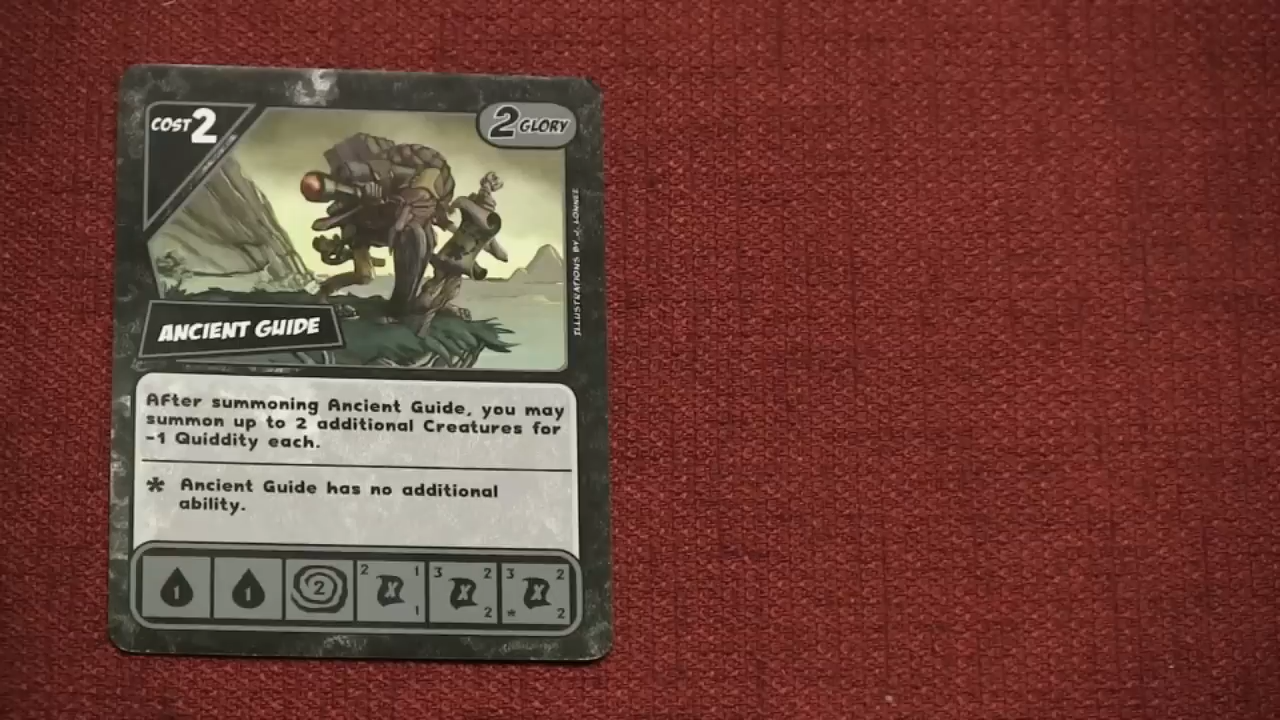 COST 2
2 GLORY
ILLUSTRATIONS BY J. LONNEE
ANCIENT GUIDE
After summoning Ancient Guide, you may
summon up to 2 additional Creatures for
-1 Quiddity each.
* Ancient Guide has no additional
ability.
1 1 2 2 1 1 3 2 2 3 2 * 2